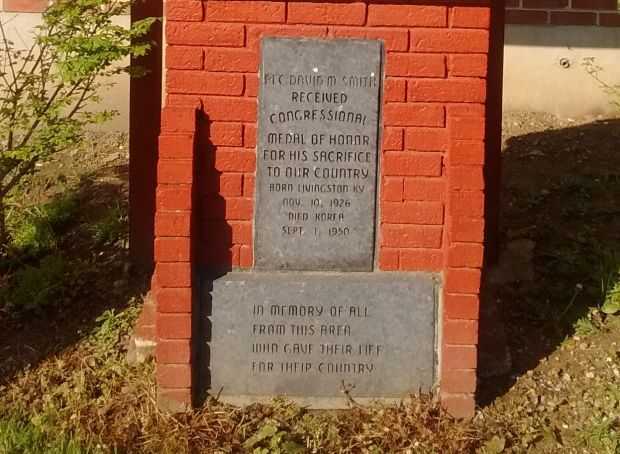 PFC DAVID M. SMITH
RECEIVED
CONGRESSIONAL
MEDAL OF HONOR
FOR HIS SACRIFICE
TO OUR COUNTRY
BORN LIVINGSTON KY
NOV. 10, 1926
DIED KOREA
SEPT. 1, 1950
IN MEMORY OF ALL
FROM THIS AREA
WHO GAVE THEIR LIFE
FOR THEIR COUNTRY